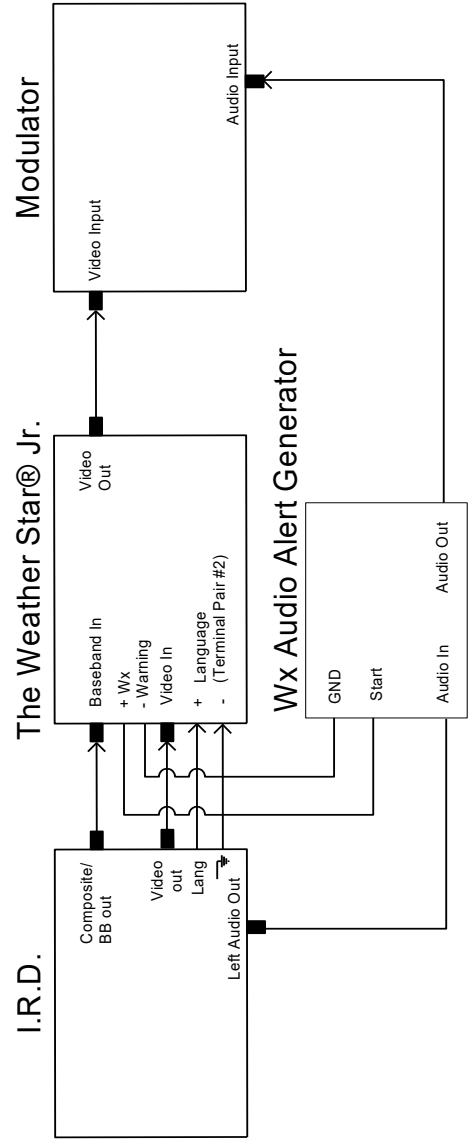 I.R.D.
Composite/
BB out
Video
out
Lang
Left Audio Out
The Weather Star® Jr.
Baseband In
+ Wx
- Warning
Video In
+ Language
- (Terminal Pair #2)
Video
Out
Wx Audio Alert Generator
GND
Start
Audio In
Audio Out
Modulator
Video Input
Audio Input